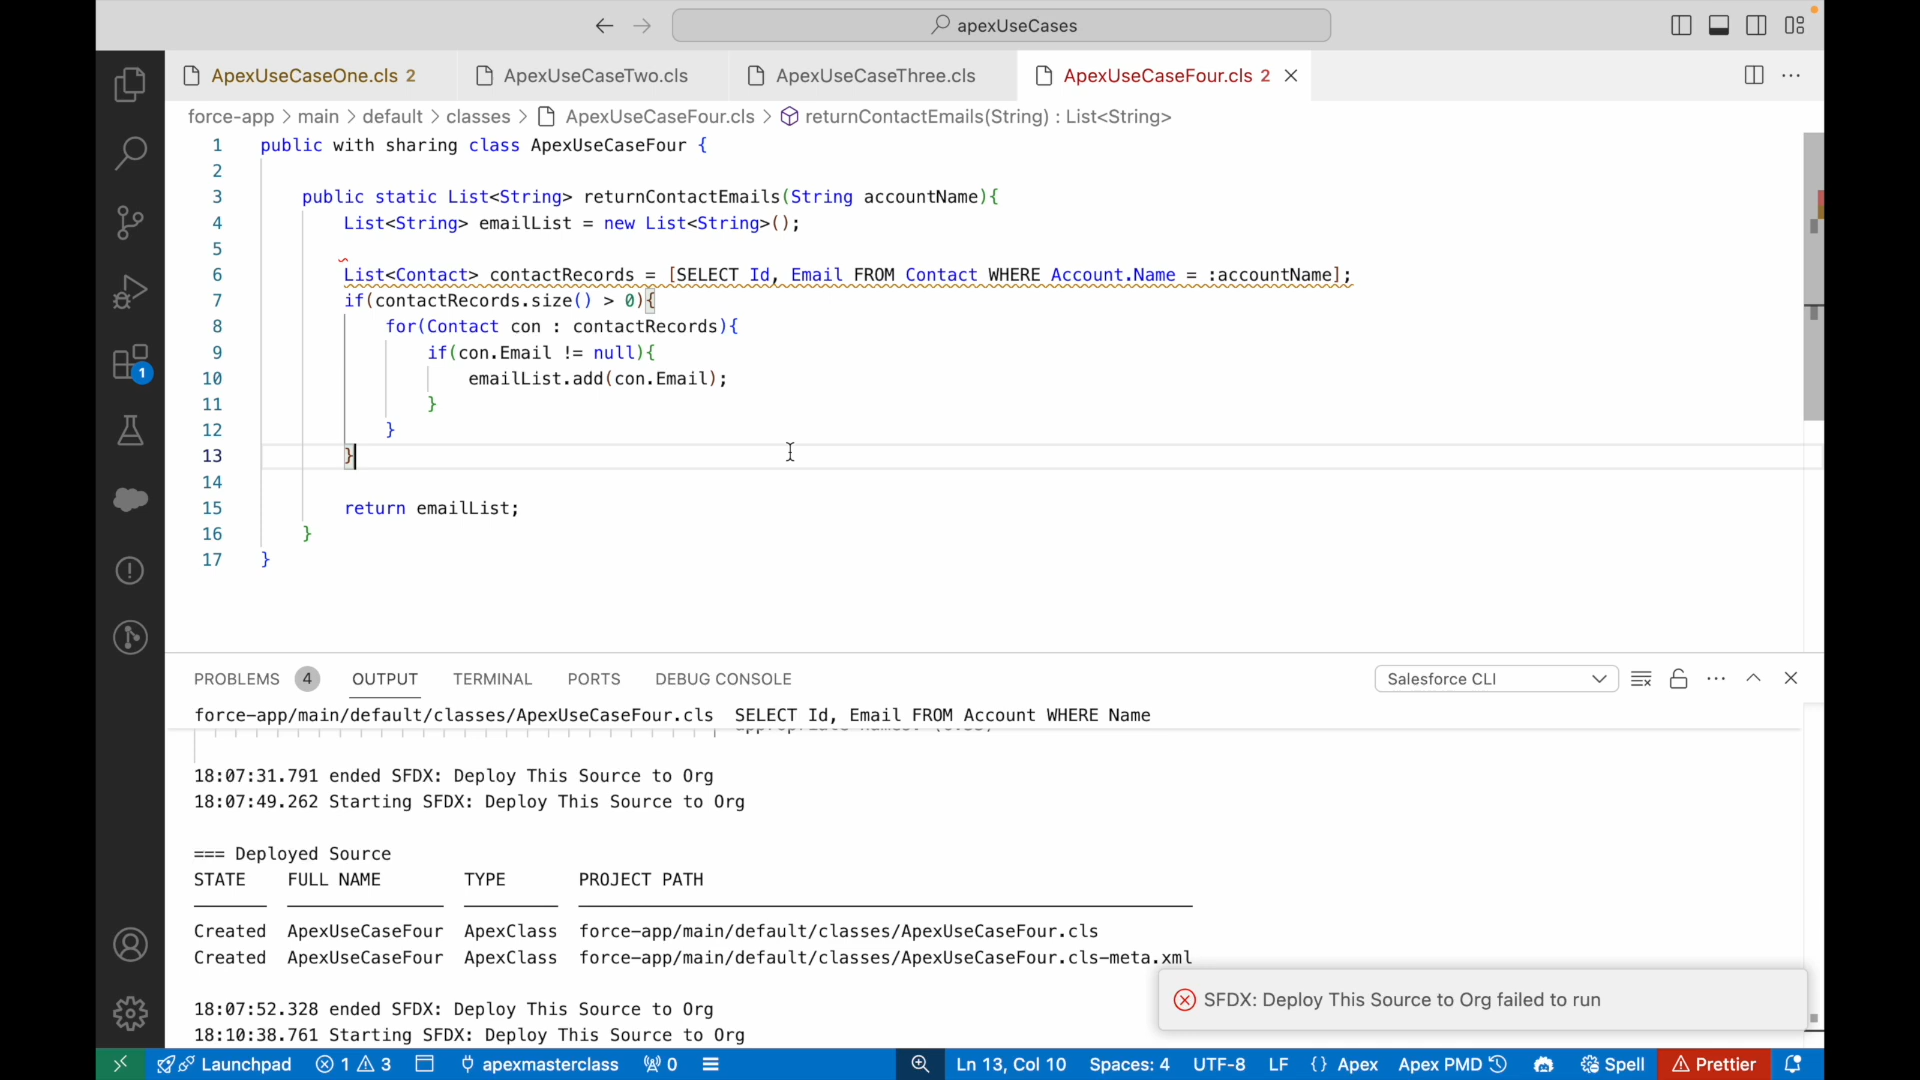 apexUseCases
ApexUseCaseOne.cls 2 ApexUseCaseTwo.cls ApexUseCaseThree.cls ApexUseCaseFour.cls 2
force-app > main > default > classes > ApexUseCaseFour.cls > returnContactEmails(String) : List<String>
1 public with sharing class ApexUseCaseFour {
2
3 public static List<String> returnContactEmails(String accountName){
4 List<String> emailList = new List<String>();
5
6 List<Contact> contactRecords = [SELECT Id, Email FROM Contact WHERE Account.Name = :accountName];
7 if(contactRecords.size() > 0){
8 for(Contact con : contactRecords){
9 if(con.Email != null){
10 emailList.add(con.Email);
11 }
12 }
13 }
14
15 return emailList;
16 }
17 }
1
PROBLEMS 4 OUTPUT TERMINAL PORTS DEBUG CONSOLE Salesforce CLI
force-app/main/default/classes/ApexUseCaseFour.cls SELECT Id, Email FROM Account WHERE Name
18:07:31.791 ended SFDX: Deploy This Source to Org
18:07:49.262 Starting SFDX: Deploy This Source to Org
=== Deployed Source
STATE FULL NAME TYPE PROJECT PATH
Created ApexUseCaseFour ApexClass force-app/main/default/classes/ApexUseCaseFour.cls
Created ApexUseCaseFour ApexClass force-app/main/default/classes/ApexUseCaseFour.cls-meta.xml
18:07:52.328 ended SFDX: Deploy This Source to Org
18:10:38.761 Starting SFDX: Deploy This Source to Org
SFDX: Deploy This Source to Org failed to run
Launchpad 1 3 apexmasterclass 0 Ln 13, Col 10 Spaces: 4 UTF-8 LF {} Apex Apex PMD Spell Prettier